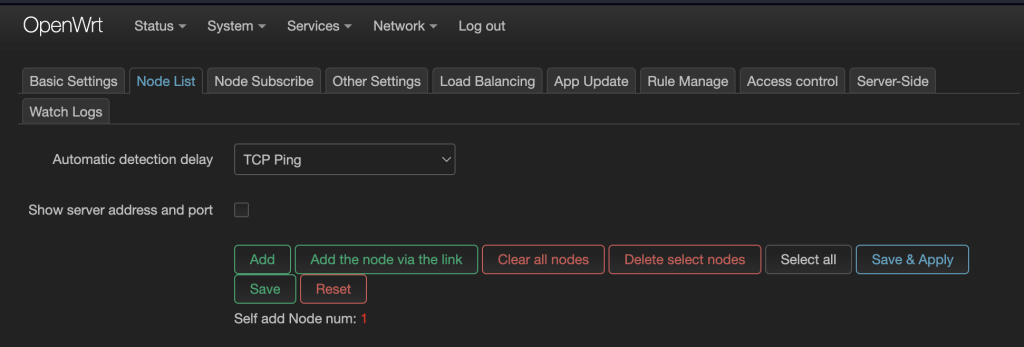 OpenWrt Status System Services Network Log out
Basic Settings Node List Node Subscribe Other Settings Load Balancing App Update Rule Manage Access control Server-Side
Watch Logs
Automatic detection delay TCP Ping
Show server address and port
Add Add the node via the link Clear all nodes Delete select nodes Select all Save & Apply
Save Reset
Self add Node num: 1